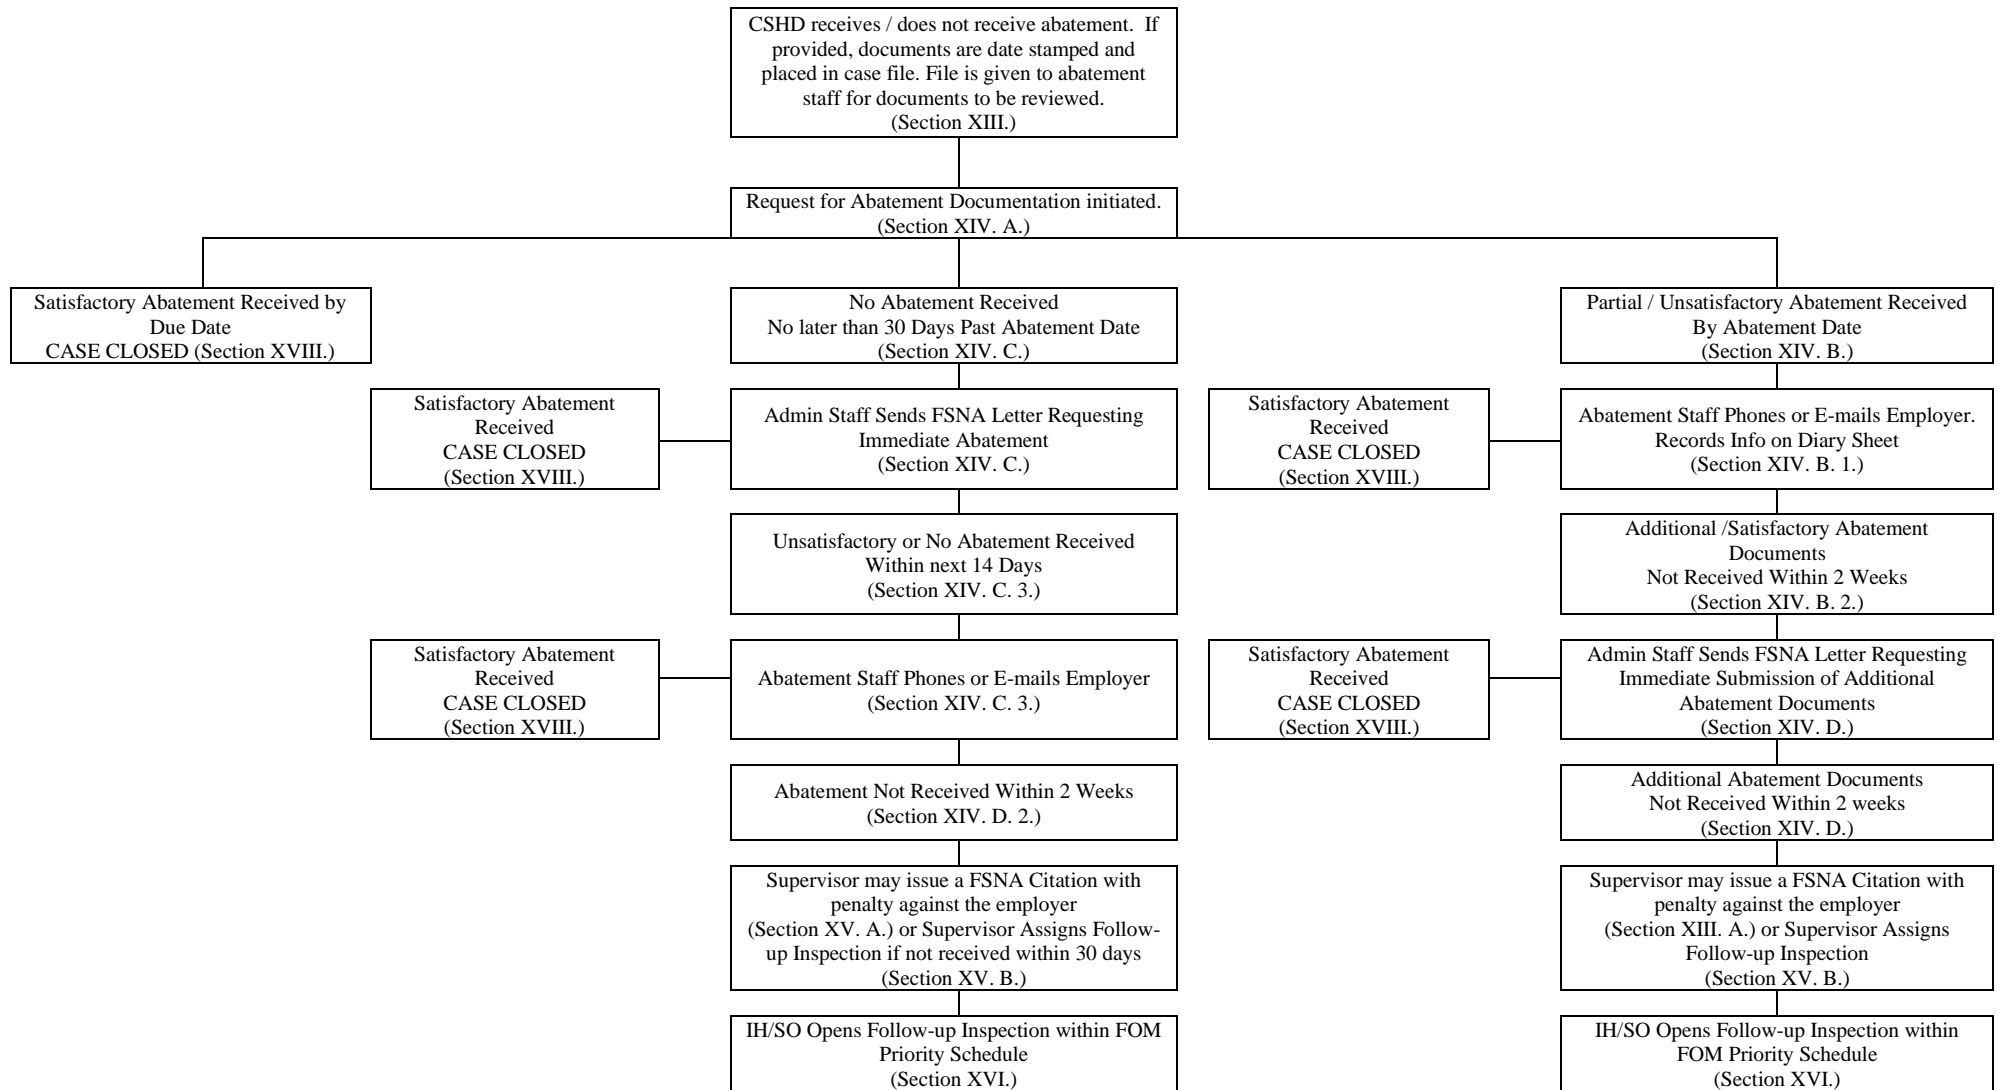 CSHD receives / does not receive abatement.  If
provided, documents are date stamped and
placed in case file. File is given to abatement
staff for documents to be reviewed.
(Section XIII.)
Request for Abatement Documentation initiated.
(Section XIV. A.)
Satisfactory Abatement Received by
Due Date
CASE CLOSED (Section XVIII.)
No Abatement Received
No later than 30 Days Past Abatement Date
(Section XIV. C.)
Partial / Unsatisfactory Abatement Received
By Abatement Date
(Section XIV. B.)
Satisfactory Abatement
Received
CASE CLOSED
(Section XVIII.)
Admin Staff Sends FSNA Letter Requesting
Immediate Abatement
(Section XIV. C.)
Satisfactory Abatement
Received
CASE CLOSED
(Section XVIII.)
Abatement Staff Phones or E-mails Employer.
Records Info on Diary Sheet
(Section XIV. B. 1.)
Unsatisfactory or No Abatement Received
Within next 14 Days
(Section XIV. C. 3.)
Additional /Satisfactory Abatement
Documents
Not Received Within 2 Weeks
(Section XIV. B. 2.)
Satisfactory Abatement
Received
CASE CLOSED
(Section XVIII.)
Abatement Staff Phones or E-mails Employer
(Section XIV. C. 3.)
Satisfactory Abatement
Received
CASE CLOSED
(Section XVIII.)
Admin Staff Sends FSNA Letter Requesting
Immediate Submission of Additional
Abatement Documents
(Section XIV. D.)
Abatement Not Received Within 2 Weeks
(Section XIV. D. 2.)
Additional Abatement Documents
Not Received Within 2 weeks
(Section XIV. D.)
Supervisor may issue a FSNA Citation with
penalty against the employer
(Section XV. A.) or Supervisor Assigns Follow-
up Inspection if not received within 30 days
(Section XV. B.)
Supervisor may issue a FSNA Citation with
penalty against the employer
(Section XIII. A.) or Supervisor Assigns
Follow-up Inspection
(Section XV. B.)
IH/SO Opens Follow-up Inspection within FOM
Priority Schedule
(Section XVI.)
IH/SO Opens Follow-up Inspection within
FOM Priority Schedule
(Section XVI.)